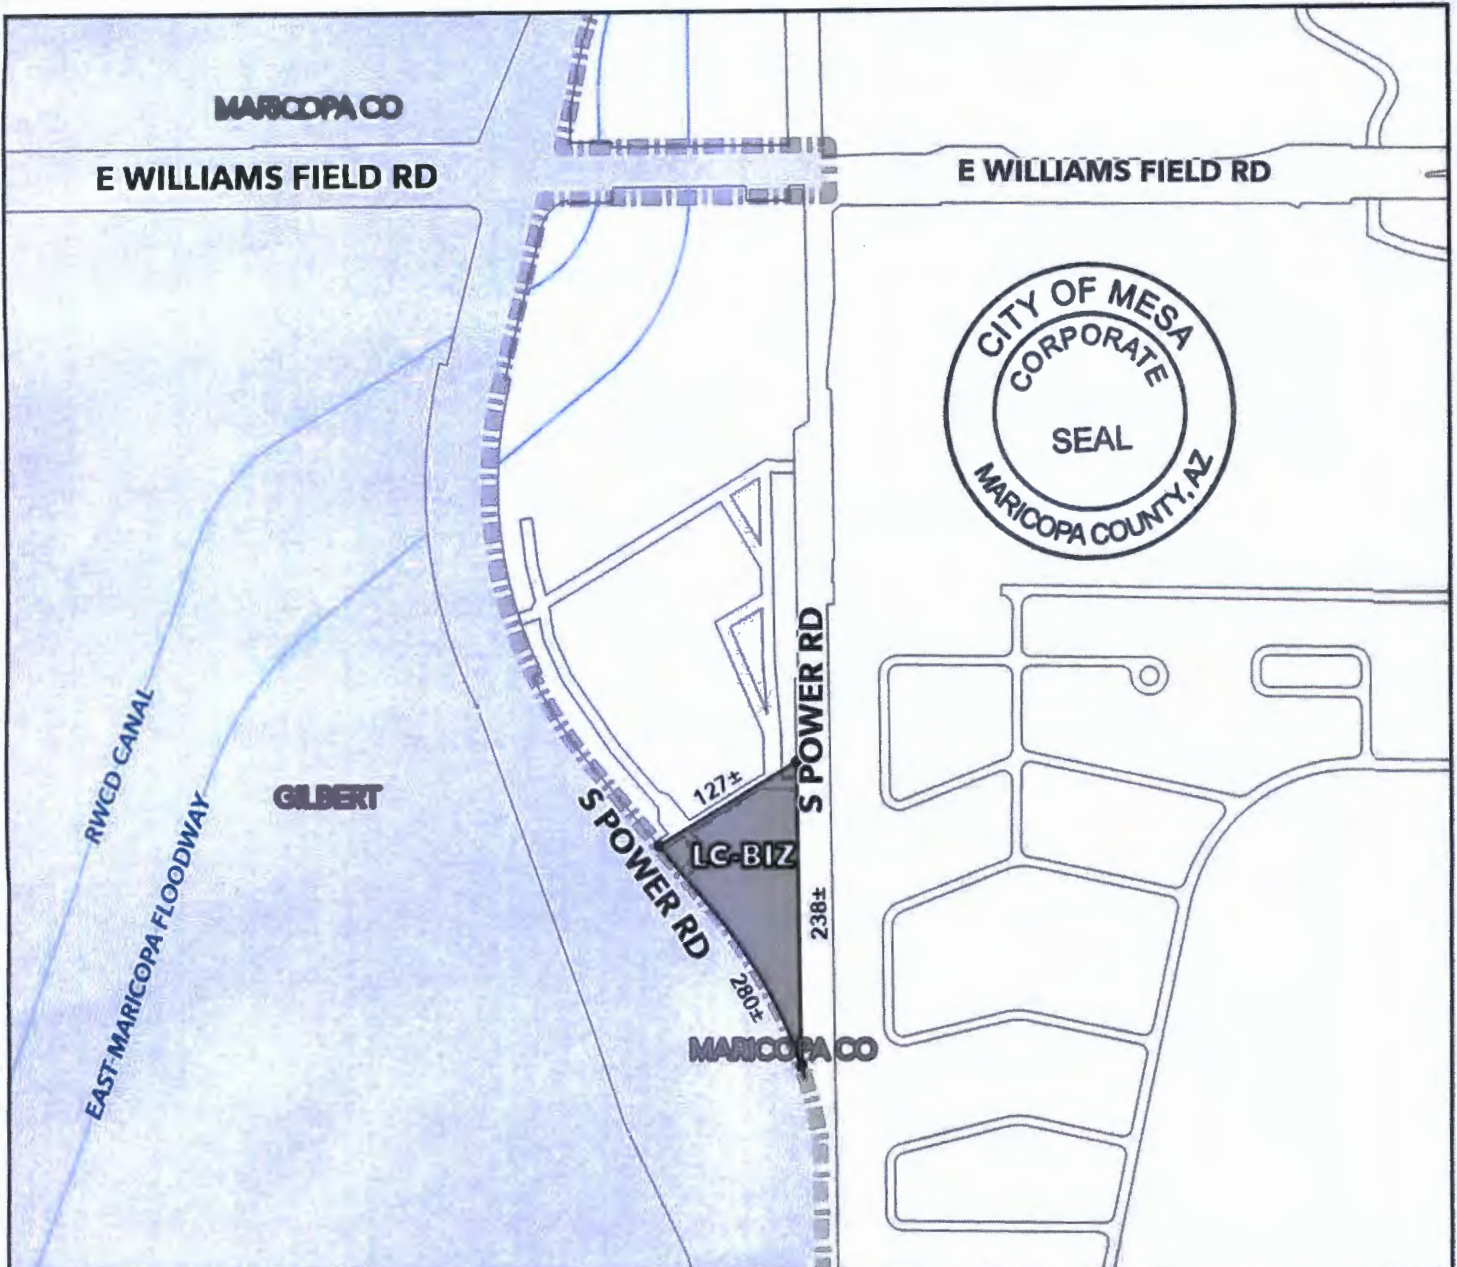 MARICOPA CO
E WILLIAMS FIELD RD
E WILLIAMS FIELD RD
CITY OF MESA
CORPORATE
SEAL
MARICOPA COUNTY, AZ
S POWER RD
RWCD CANAL
GILBERT
127±
S POWER RD
LC-BIZ
EAST MARICOPA FLOODWAY
238±
280±
MARICOPA CO